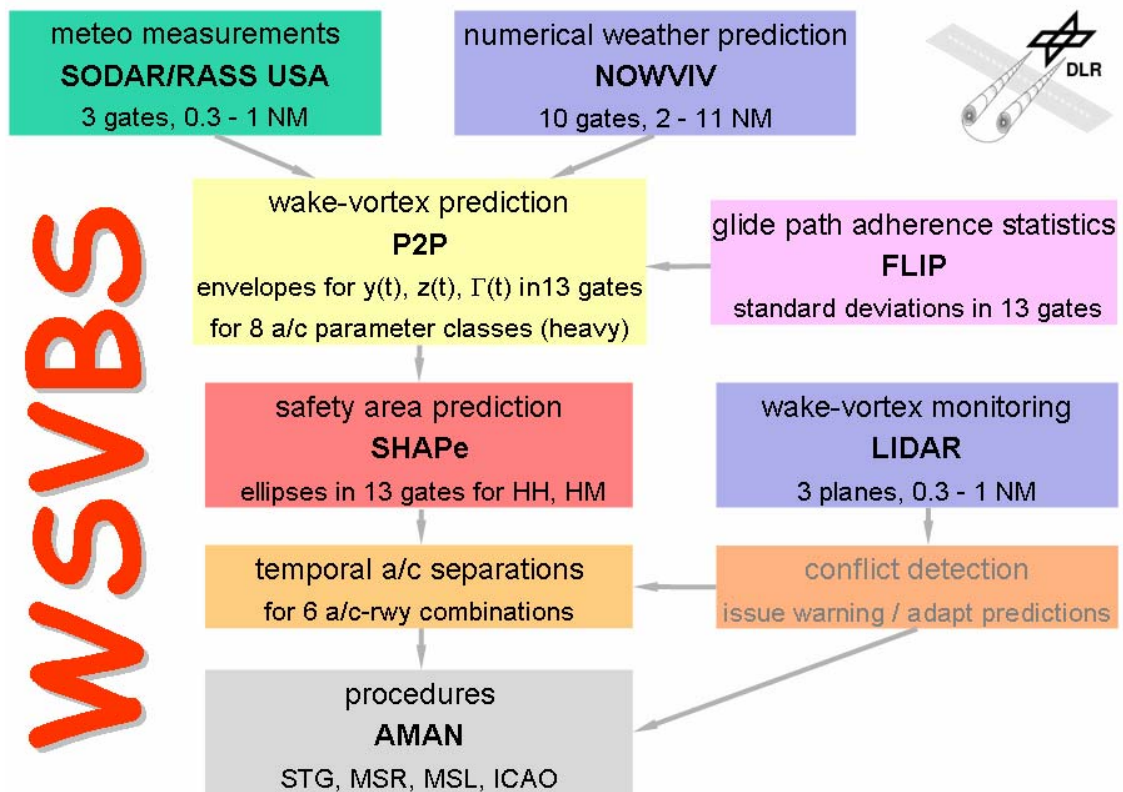 meteo measurements
SODAR/RASS USA
3 gates, 0.3 - 1 NM
numerical weather prediction
NOWVIV
10 gates, 2 - 11 NM
DLR
WSVBS
wake-vortex prediction
P2P
envelopes for y(t), z(t), Γ(t) in13 gates
for 8 a/c parameter classes (heavy)
glide path adherence statistics
FLIP
standard deviations in 13 gates
safety area prediction
SHAPe
ellipses in 13 gates for HH, HM
wake-vortex monitoring
LIDAR
3 planes, 0.3 - 1 NM
temporal a/c separations
for 6 a/c-rwy combinations
conflict detection
issue warning / adapt predictions
procedures
AMAN
STG, MSR, MSL, ICAO